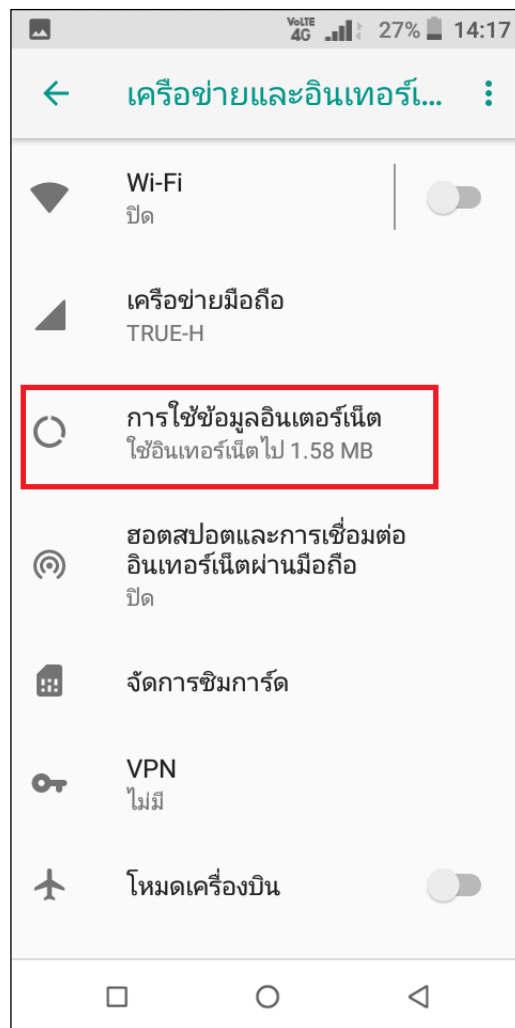 VoLTE
4G 27% 14:17
เครือข่ายและอินเทอร์เ...
Wi-Fi
ปิด
เครือข่ายมือถือ
TRUE-H
การใช้ข้อมูลอินเตอร์เน็ต
ใช้อินเทอร์เน็ตไป 1.58 MB
ฮอตสปอตและการเชื่อมต่อ
อินเทอร์เน็ตผ่านมือถือ
ปิด
จัดการซิมการ์ด
VPN
ไม่มี
โหมดเครื่องบิน